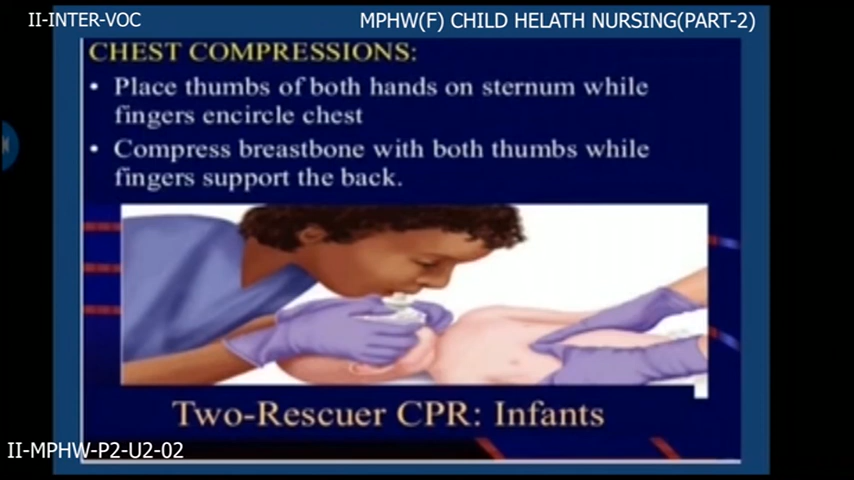 II-INTER-VOC
MPHW(F) CHILD HELATH NURSING(PART-2)
CHEST COMPRESSIONS:
• Place thumbs of both hands on sternum while
fingers encircle chest
• Compress breastbone with both thumbs while
fingers support the back.
Two-Rescuer CPR: Infants
II-MPHW-P2-U2-02